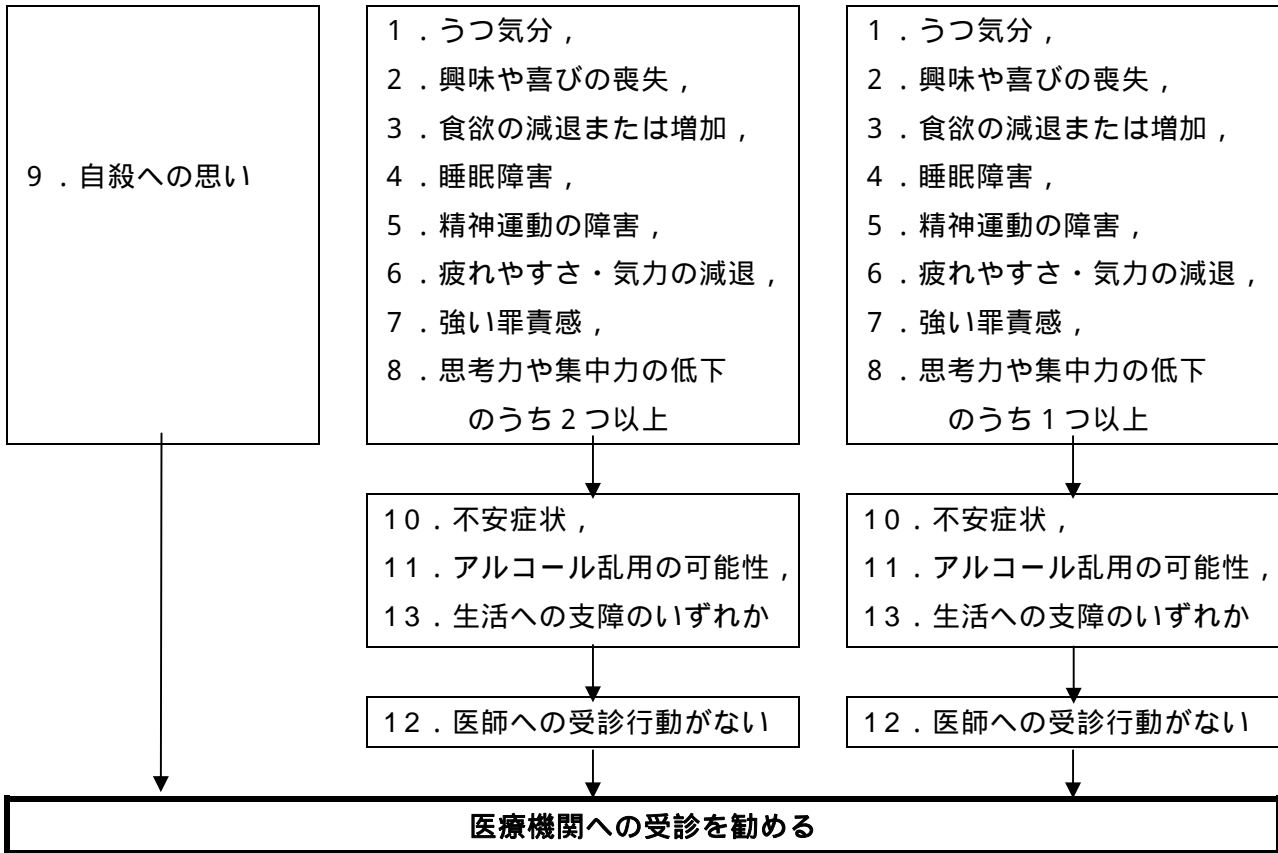 ９．自殺への思い
１．うつ気分，
２．興味や喜びの喪失，
３．食欲の減退または増加，
４．睡眠障害，
５．精神運動の障害，
６．疲れやすさ・気力の減退，
７．強い罪責感，
８．思考力や集中力の低下
のうち２つ以上
10．不安症状，
11．アルコール乱用の可能性，
13．生活への支障のいずれか
12．医師への受診行動がない
１．うつ気分，
２．興味や喜びの喪失，
３．食欲の減退または増加，
４．睡眠障害，
５．精神運動の障害，
６．疲れやすさ・気力の減退，
７．強い罪責感，
８．思考力や集中力の低下
のうち１つ以上
10．不安症状，
11．アルコール乱用の可能性，
13．生活への支障のいずれか
12．医師への受診行動がない
医療機関への受診を勧める